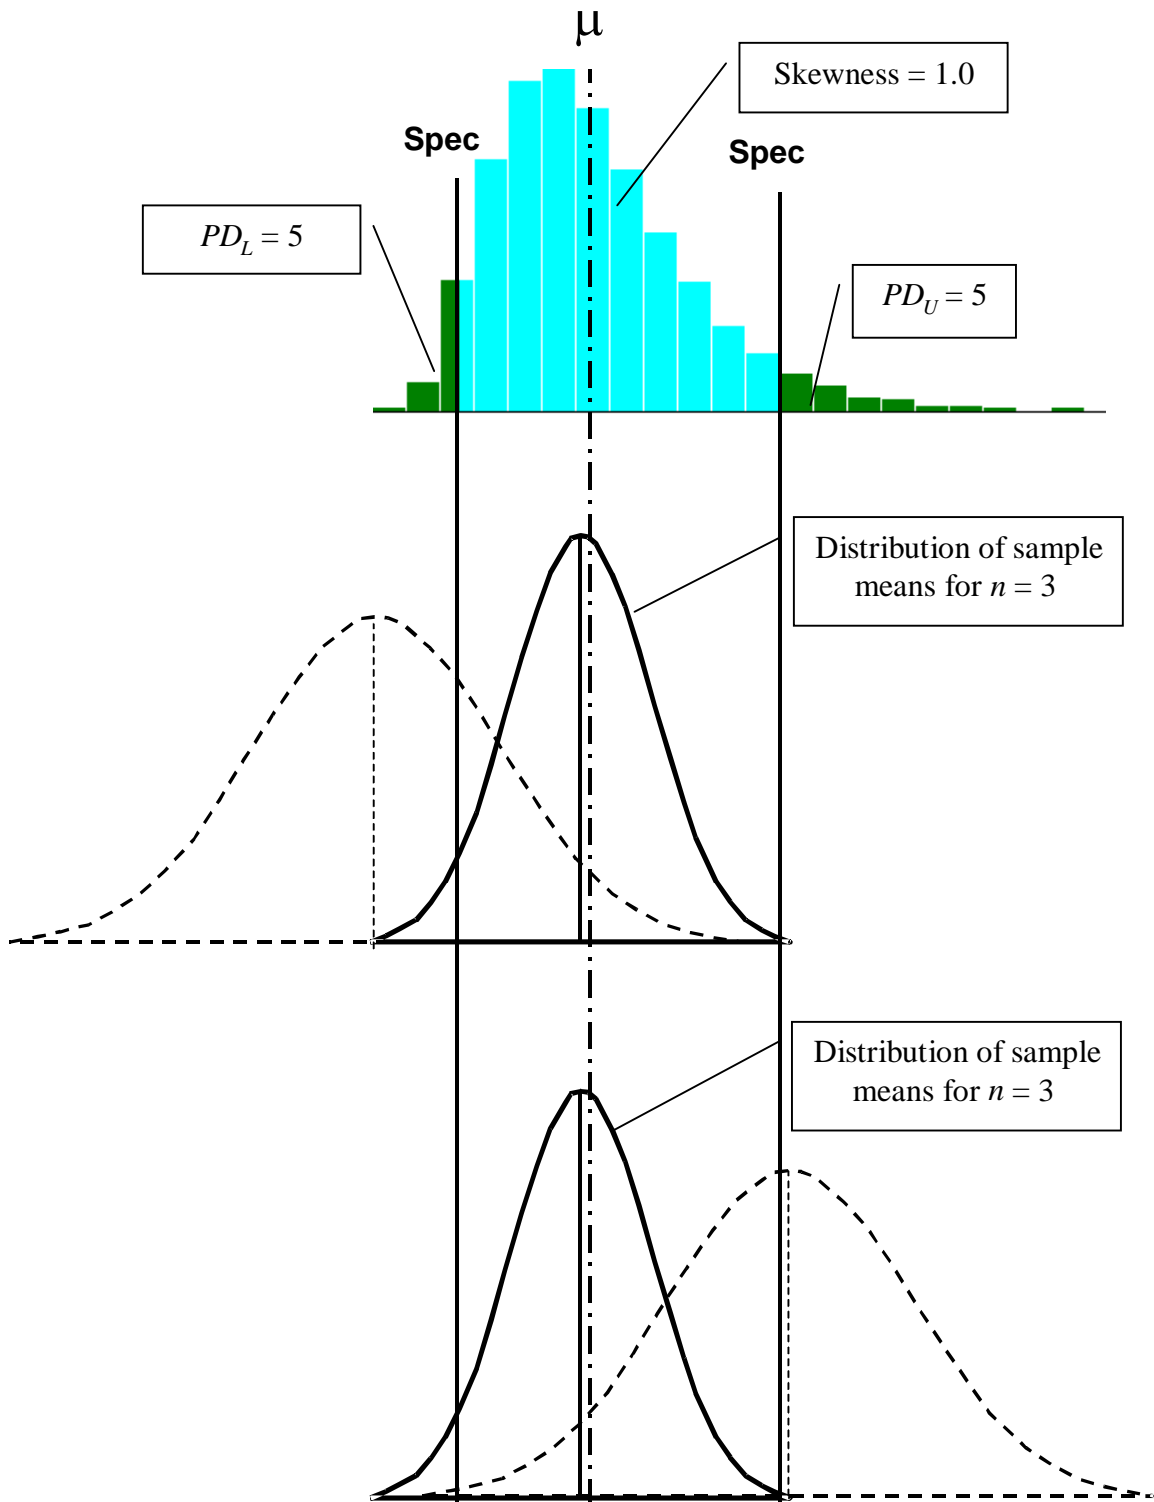 μ
Skewness = 1.0
Spec
Spec
PD_L = 5
PD_U = 5
Distribution of sample
means for n = 3
Distribution of sample
means for n = 3